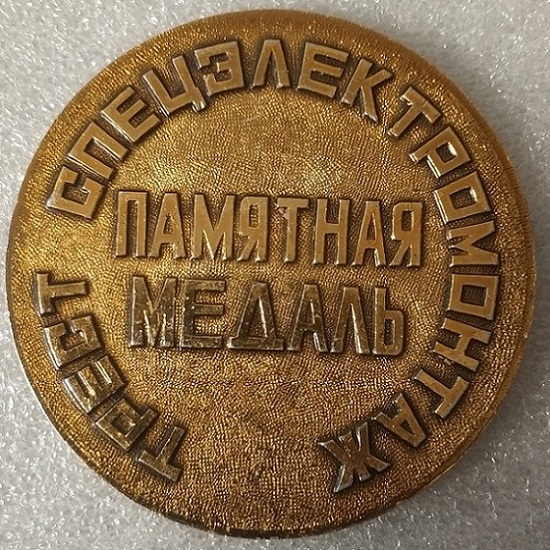 ТРЕСТ СПЕЦЭЛЕКТРОМОНТАЖ
ПАМЯТНАЯ
МЕДАЛЬ